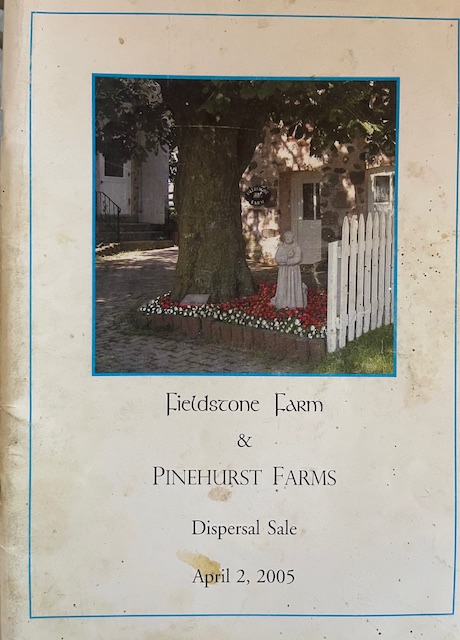 Fieldstone Farm
&
PINEHURST FARMS
Dispersal Sale
April 2, 2005